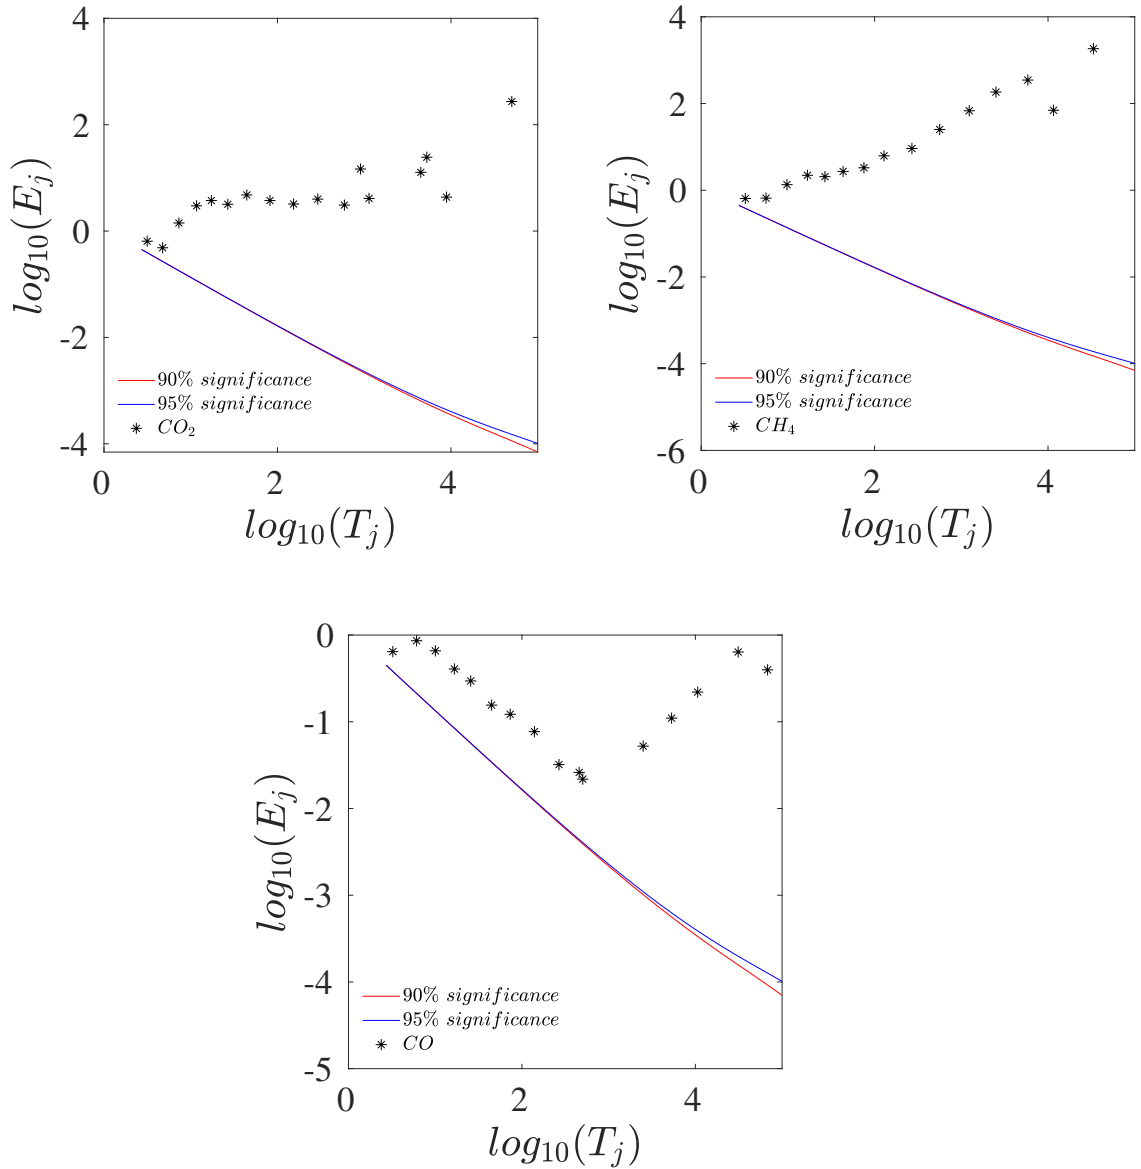 4
2
0
-2
-4
0
2
4
log₁₀(Eⱼ)
log₁₀(Tⱼ)
90% significance
95% significance
CO₂
4
2
0
-2
-4
-6
0
2
4
log₁₀(Eⱼ)
log₁₀(Tⱼ)
90% significance
95% significance
CH₄
0
-1
-2
-3
-4
-5
0
2
4
log₁₀(Eⱼ)
log₁₀(Tⱼ)
90% significance
95% significance
CO